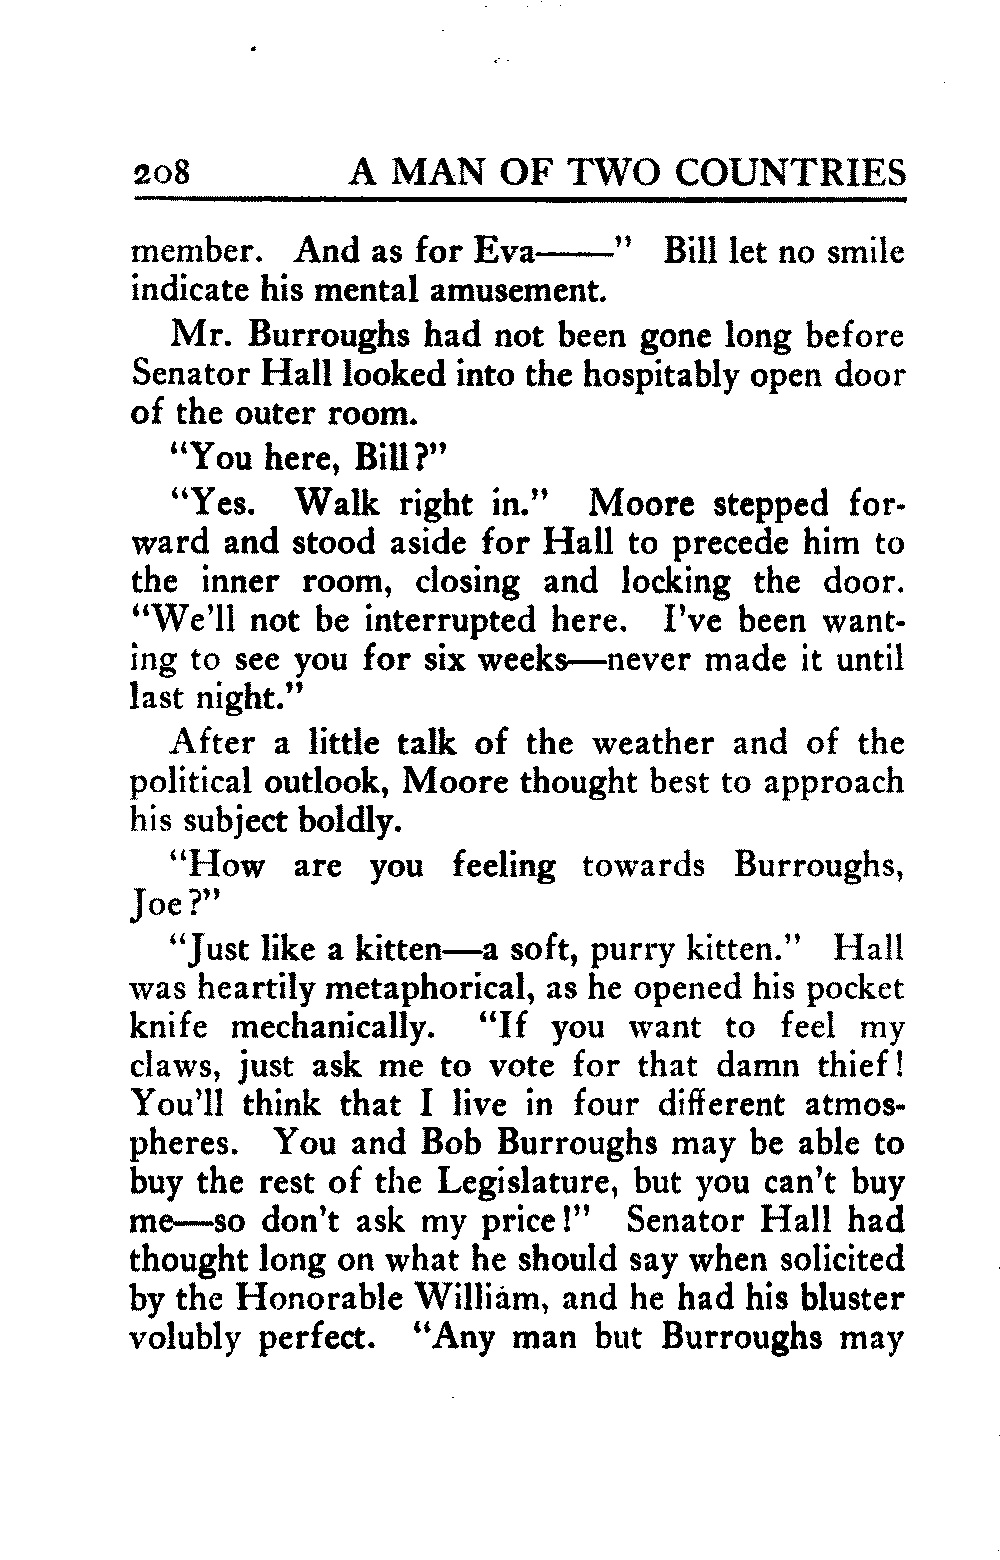 208 A MAN OF TWO COUNTRIES
member. And as for Eva——” Bill let no smile
indicate his mental amusement.
Mr. Burroughs had not been gone long before
Senator Hall looked into the hospitably open door
of the outer room.
“You here, Bill?”
“Yes. Walk right in.” Moore stepped for-
ward and stood aside for Hall to precede him to
the inner room, closing and locking the door.
“We’ll not be interrupted here. I’ve been want-
ing to see you for six weeks—never made it until
last night.”
After a little talk of the weather and of the
political outlook, Moore thought best to approach
his subject boldly.
“How are you feeling towards Burroughs,
Joe?”
“Just like a kitten—a soft, purry kitten.” Hall
was heartily metaphorical, as he opened his pocket
knife mechanically. “If you want to feel my
claws, just ask me to vote for that damn thief!
You’ll think that I live in four different atmos-
pheres. You and Bob Burroughs may be able to
buy the rest of the Legislature, but you can’t buy
me—so don’t ask my price!” Senator Hall had
thought long on what he should say when solicited
by the Honorable William, and he had his bluster
volubly perfect. “Any man but Burroughs may